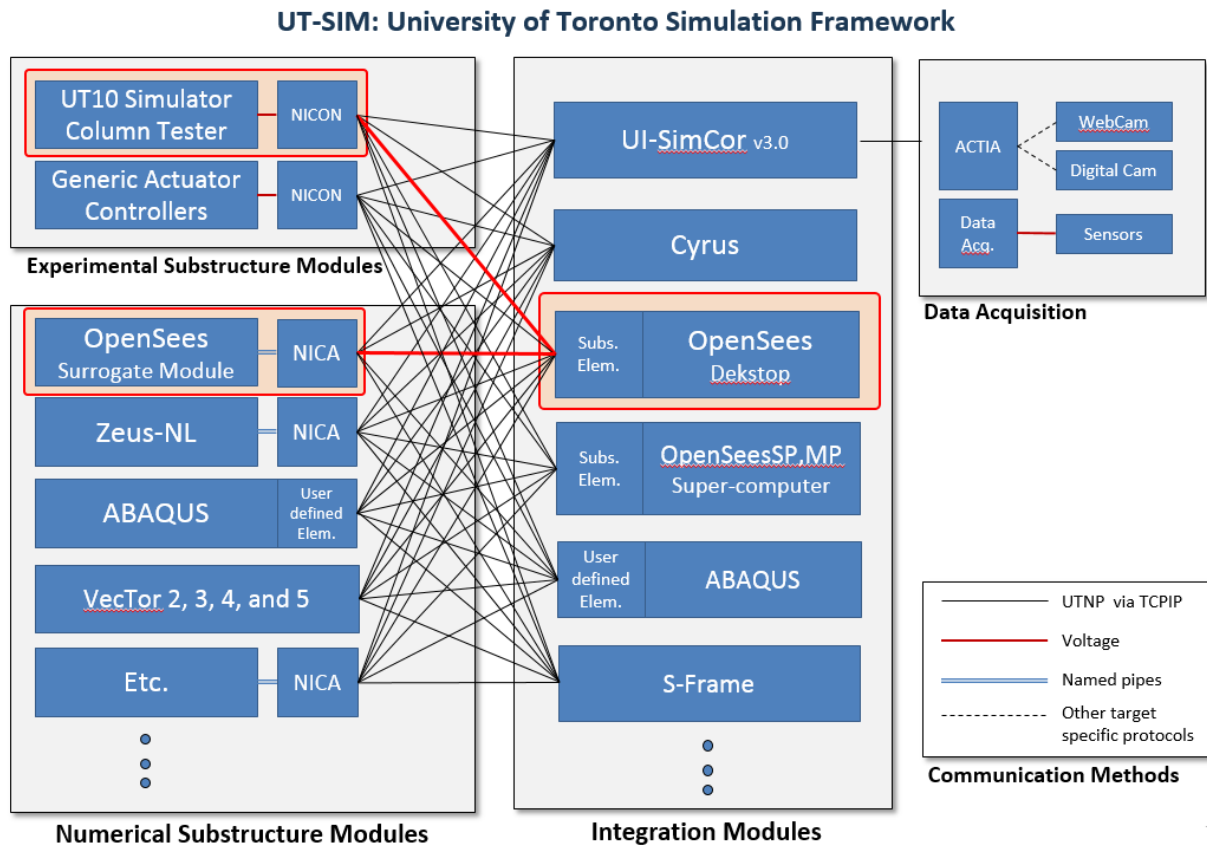 UT-SIM: University of Toronto Simulation Framework
UT10 Simulator
Column Tester
NICON
Generic Actuator
Controllers
NICON
Experimental Substructure Modules
OpenSees
Surrogate Module
NICA
Zeus-NL
NICA
ABAQUS
User
defined
Elem.
VecTor 2, 3, 4, and 5
Etc.
NICA
Numerical Substructure Modules
UI-SimCor v3.0
Cyrus
Subs.
Elem.
OpenSees
Dekstop
Subs.
Elem.
OpenSeesSP,MP
Super-computer
User
defined
Elem.
ABAQUS
S-Frame
Integration Modules
ACTIA
WebCam
Digital Cam
Data
Acq.
Sensors
Data Acquisition
UTNP via TCPIP
Voltage
Named pipes
Other target
specific protocols
Communication Methods